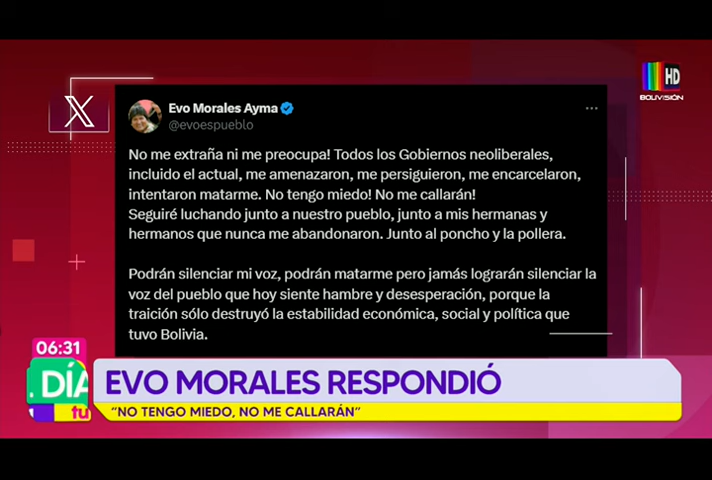 HD
BOLIVISIÓN
X
Evo Morales Ayma
@evoespueblo
No me extraña ni me preocupa! Todos los Gobiernos neoliberales,
incluido el actual, me amenazaron, me persiguieron, me encarcelaron,
intentaron matarme. No tengo miedo! No me callarán!
Seguiré luchando junto a nuestro pueblo, junto a mis hermanas y
hermanos que nunca me abandonaron. Junto al poncho y la pollera.
Podrán silenciar mi voz, podrán matarme pero jamás lograrán silenciar la
voz del pueblo que hoy siente hambre y desesperación, porque la
traición sólo destruyó la estabilidad económica, social y política que
tuvo Bolivia.
06:31
DÍA
tu
EVO MORALES RESPONDIÓ
“NO TENGO MIEDO, NO ME CALLARÁN”